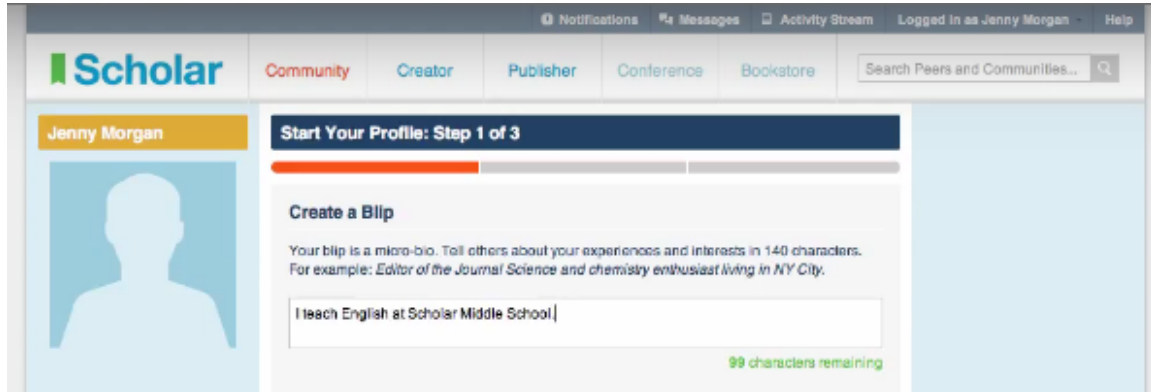 Notifications Messages Activity Stream Logged in as Jenny Morgan Help
Scholar Community Creator Publisher Conference Bookstore Search Peers and Communities...
Jenny Morgan
Start Your Profile: Step 1 of 3
Create a Blip
Your blip is a micro-bio. Tell others about your experiences and interests in 140 characters.
For example: Editor of the Journal Science and chemistry enthusiast living in NY City.
I teach English at Scholar Middle School.
99 characters remaining